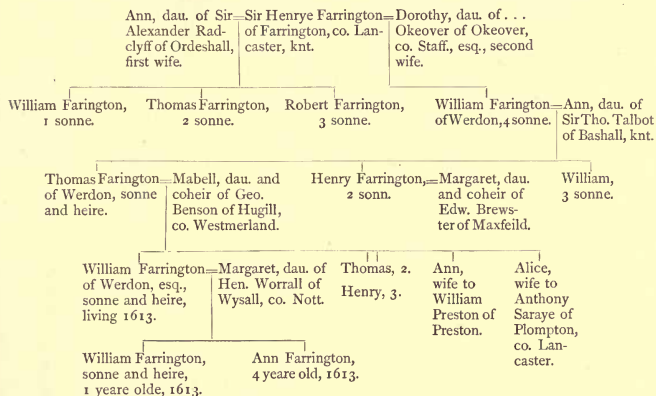 Ann, dau. of Sir=Sir Henrye Farrington=Dorothy, dau. of . . .
Alexander Rad-
clyff of Ordeshall,
first wife.
of Farrington, co. Lan-
caster, knt.
Okeover of Okeover,
co. Staff., esq., second
wife.
William Farington,
1 sonne.
Thomas Farrington,
2 sonne.
Robert Farrington,
3 sonne.
William Farington=Ann, dau. of
of Werdon, 4 sonne.
Sir Tho. Talbot
of Bashall, knt.
Thomas Farington=Mabell, dau. and
of Werdon, sonne
and heire.
coheir of Geo.
Benson of Hugill,
co. Westmerland.
Henry Farrington,=Margaret, dau.
2 sonn.
and coheir of
Edw. Brews-
ter of Maxfeild.
William,
3 sonne.
William Farrington=Margaret, dau. of
of Werdon, esq.,
sonne and heire,
living 1613.
Hen. Worrall of
Wysall, co. Nott.
Thomas, 2.
Henry, 3.
Ann,
wife to
William
Preston of
Preston.
Alice,
wife to
Anthony
Saraye of
Plompton,
co. Lan-
caster.
William Farrington,
sonne and heire,
1 yeare olde, 1613.
Ann Farrington,
4 yeare old, 1613.